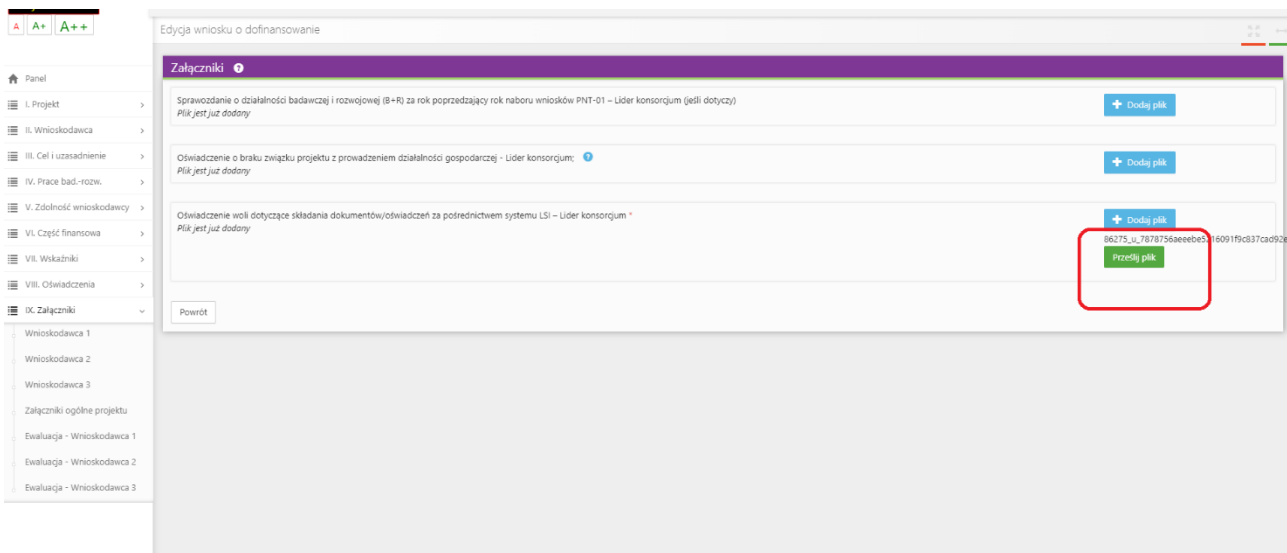 A A+ A++
Edycja wniosku o dofinansowanie
Załączniki
Panel
I. Projekt
II. Wnioskodawca
III. Cel i uzasadnienie
IV. Prace bad.-rozw.
V. Zdolność wnioskodawcy
VI. Część finansowa
VII. Wskaźniki
VIII. Oświadczenia
IX. Załączniki
Wnioskodawca 1
Wnioskodawca 2
Wnioskodawca 3
Załączniki ogólne projektu
Ewaluacja - Wnioskodawca 1
Ewaluacja - Wnioskodawca 2
Ewaluacja - Wnioskodawca 3
Sprawozdanie o działalności badawczej i rozwojowej (B+R) za rok poprzedzający rok naboru wniosków PNT-01 – Lider konsorcjum (jeśli dotyczy)
Plik jest już dodany
+ Dodaj plik
Oświadczenie o braku związku projektu z prowadzeniem działalności gospodarczej - Lider konsorcjum; ?
Plik jest już dodany
+ Dodaj plik
Oświadczenie woli dotyczące składania dokumentów/oświadczeń za pośrednictwem systemu LSI – Lider konsorcjum *
Plik jest już dodany
+ Dodaj plik
Prześlij plik
Powrót